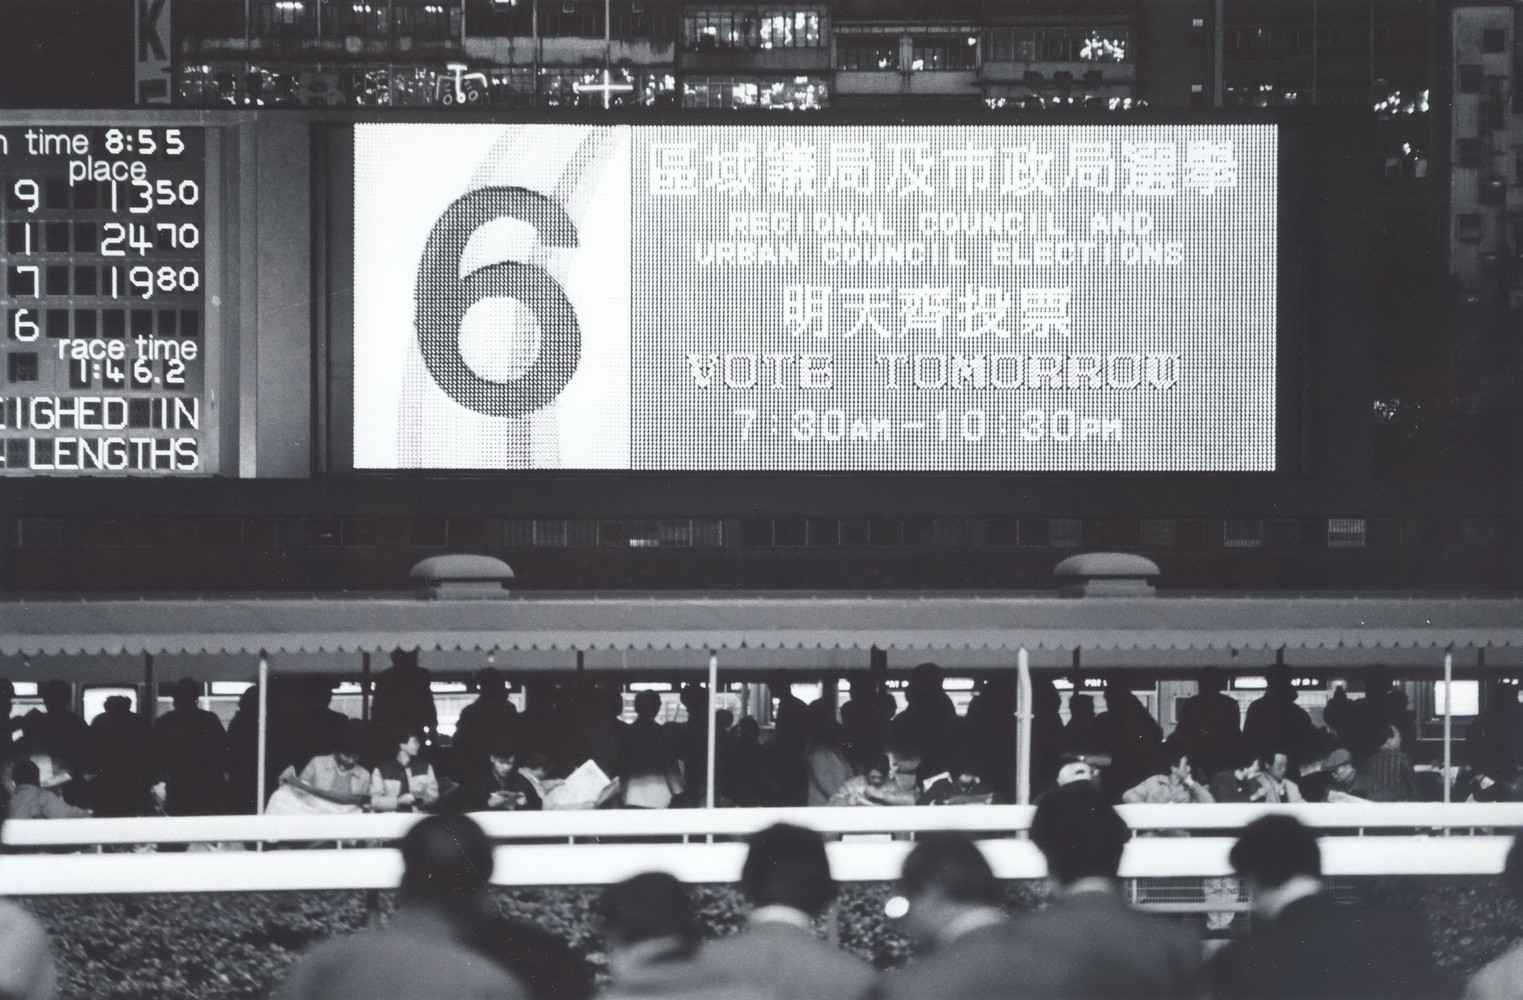 K
n time 8:55
place
9 1350
1 2470
7 1980
6
race time
1:46.2
EIGHED IN
LENGTHS
6
區域議局及市政局選舉
REGIONAL COUNCIL AND
URBAN COUNCIL ELECTIONS
明天齊投票
VOTE TOMORROW
7:30AM-10:30PM